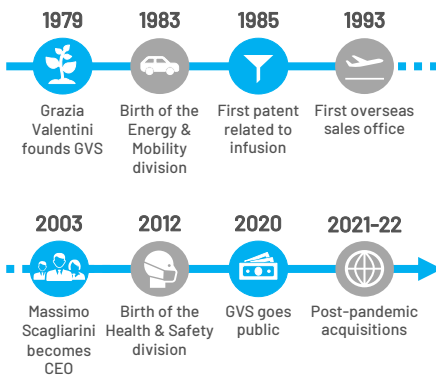 1979
Grazia
Valentini
founds GVS
1983
Birth of the
Energy &
Mobility
division
1985
First patent
related to
infusion
1993
First overseas
sales office
2003
Massimo
Scagliarini
becomes
CEO
2012
Birth of the
Health & Safety
division
2020
GVS goes
public
2021-22
Post-pandemic
acquisitions